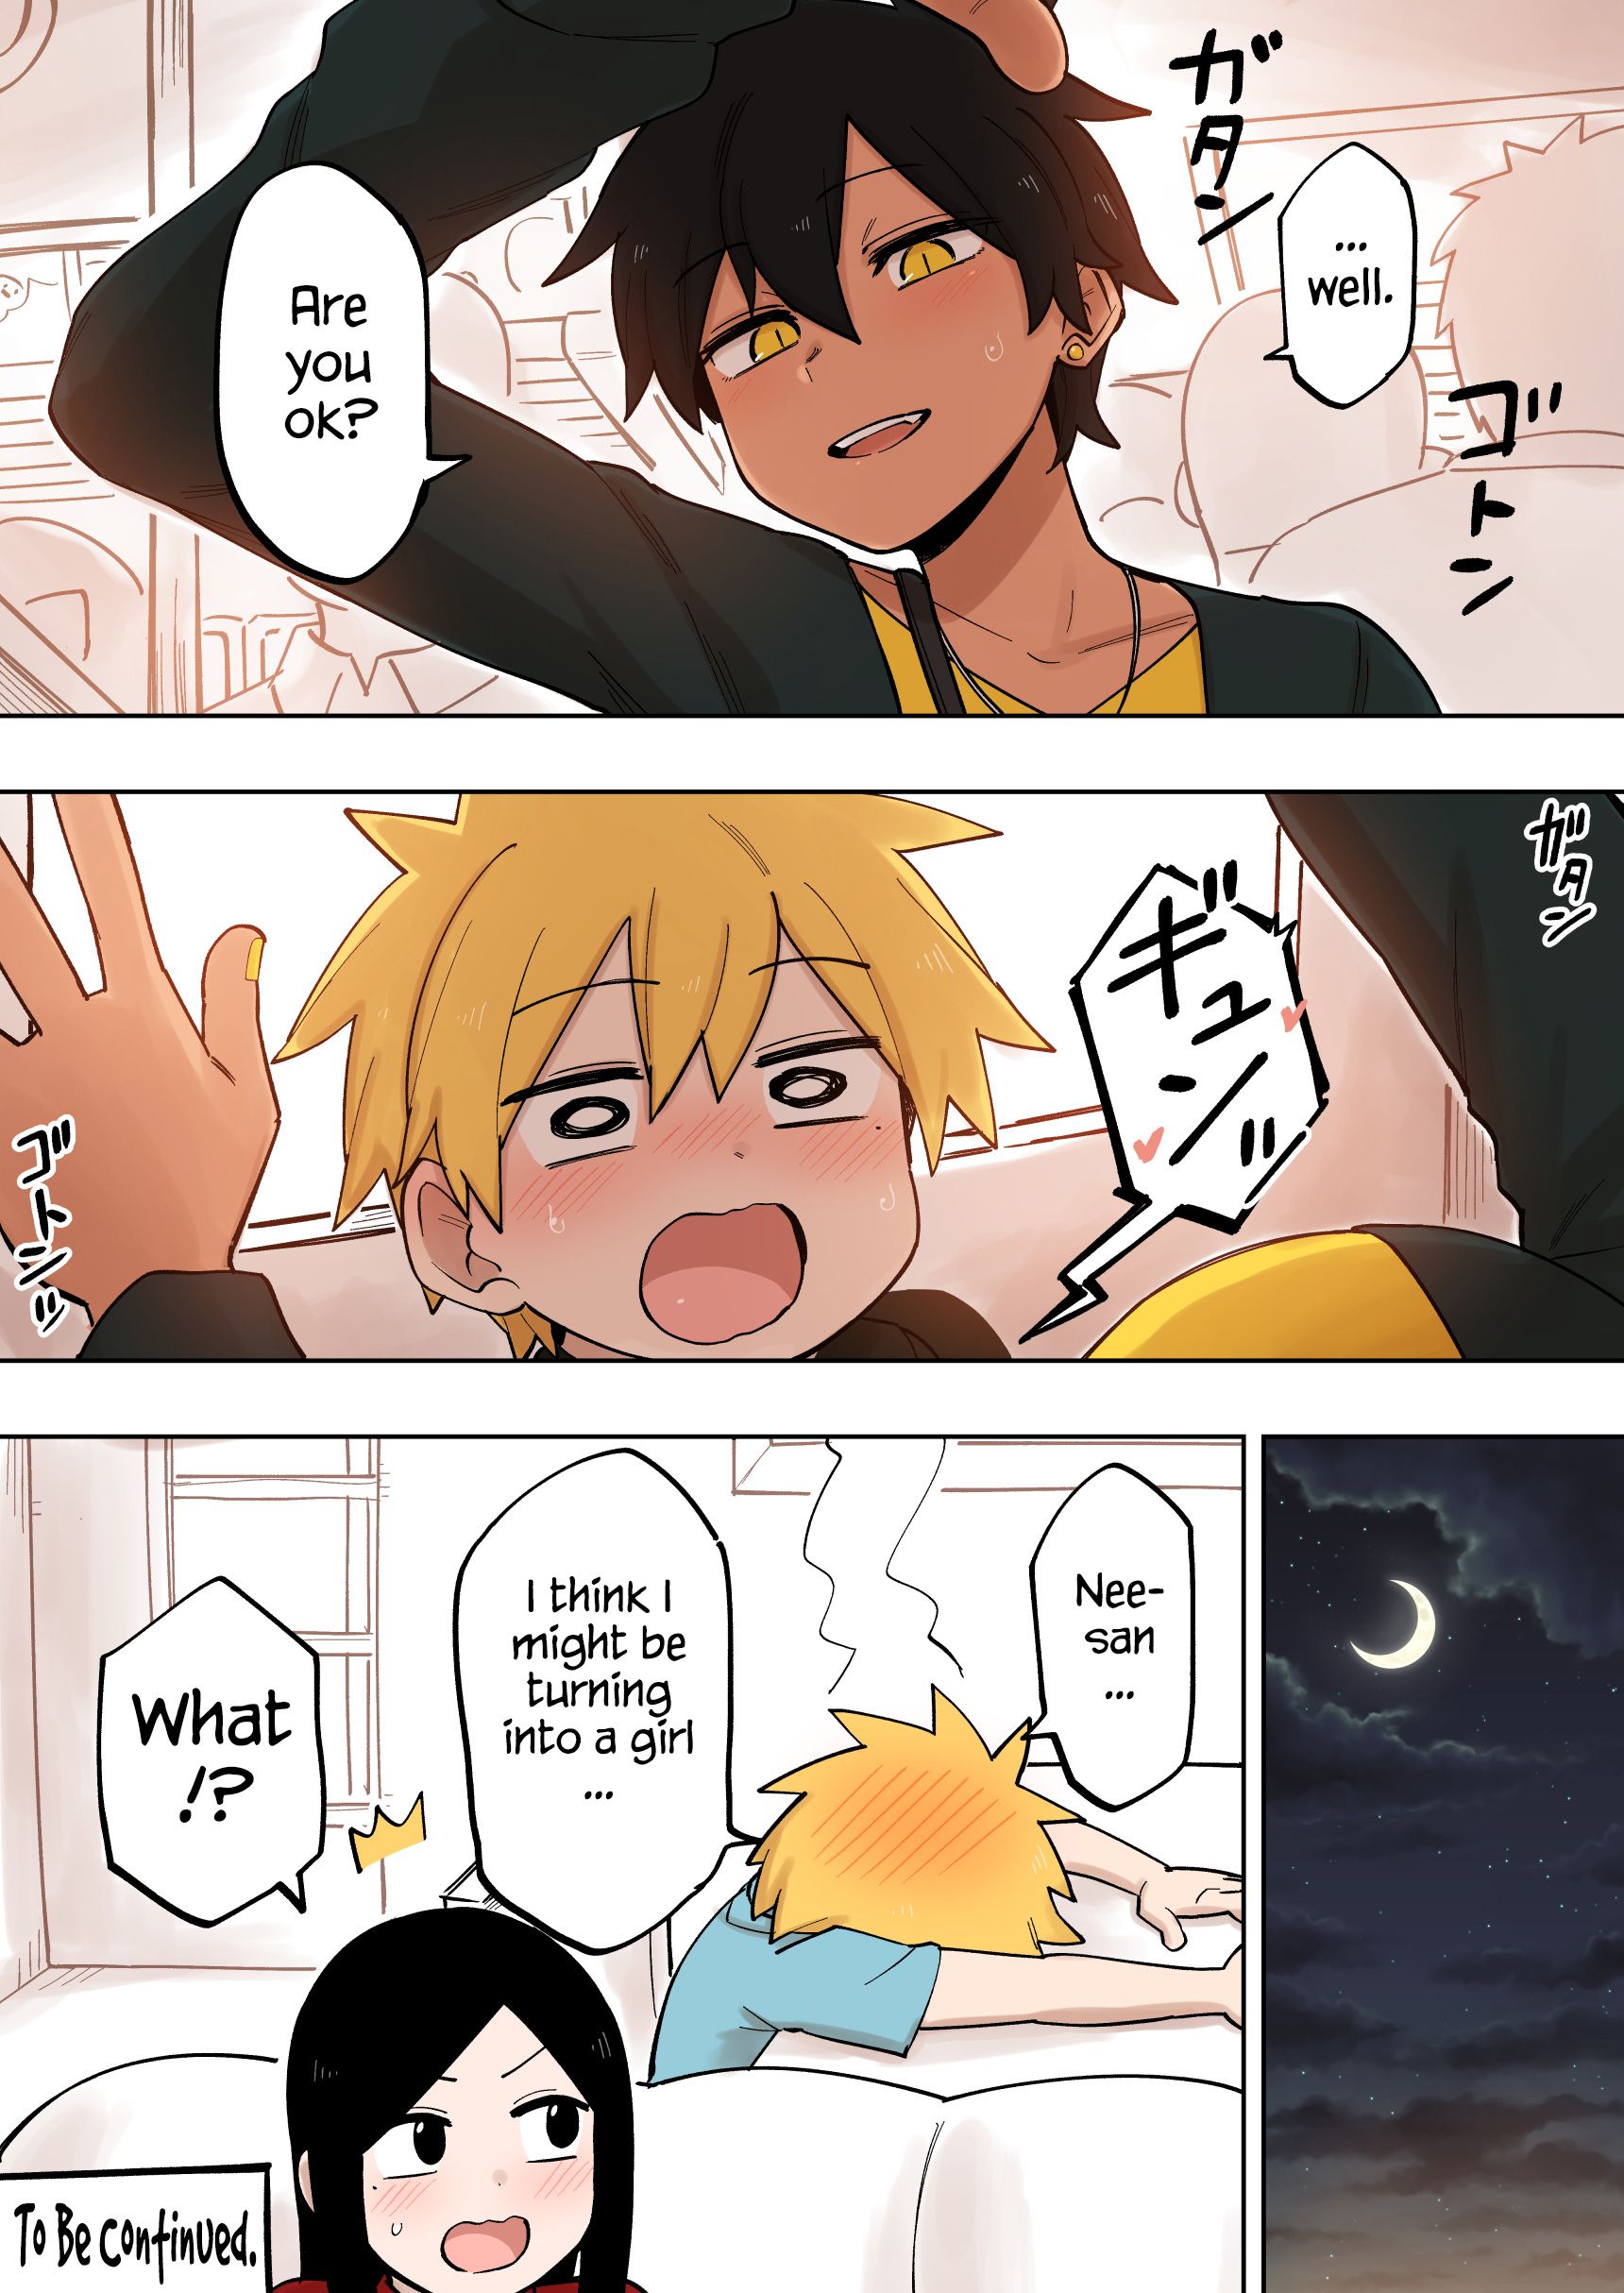 ガタン
...
well.
ゴトン
Are
you
ok?
ガタン
ギュンッ
ゴトンッ
Nee-
san
...
I think I
might be
turning
into a girl
...
What
!?
To Be continued.